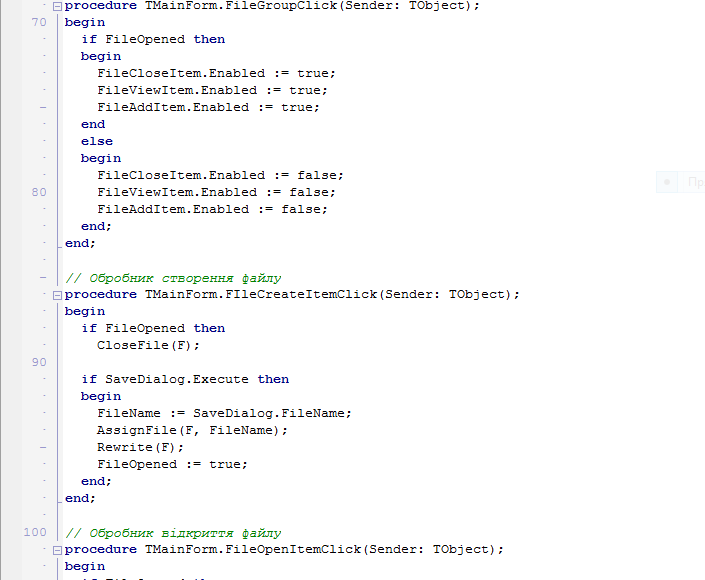 procedure TMainForm.FileGroupClick(Sender: TObject);
70 begin
if FileOpened then
begin
FileCloseItem.Enabled := true;
FileViewItem.Enabled := true;
FileAddItem.Enabled := true;
end
else
begin
FileCloseItem.Enabled := false;
80 FileViewItem.Enabled := false;
FileAddItem.Enabled := false;
end;
end;
// Обробник створення файлу
procedure TMainForm.FIleCreateItemClick(Sender: TObject);
begin
if FileOpened then
CloseFile(F);
90
if SaveDialog.Execute then
begin
FileName := SaveDialog.FileName;
AssignFile(F, FileName);
Rewrite(F);
FileOpened := true;
end;
end;
100 // Обробник відкриття файлу
procedure TMainForm.FileOpenItemClick(Sender: TObject);
begin